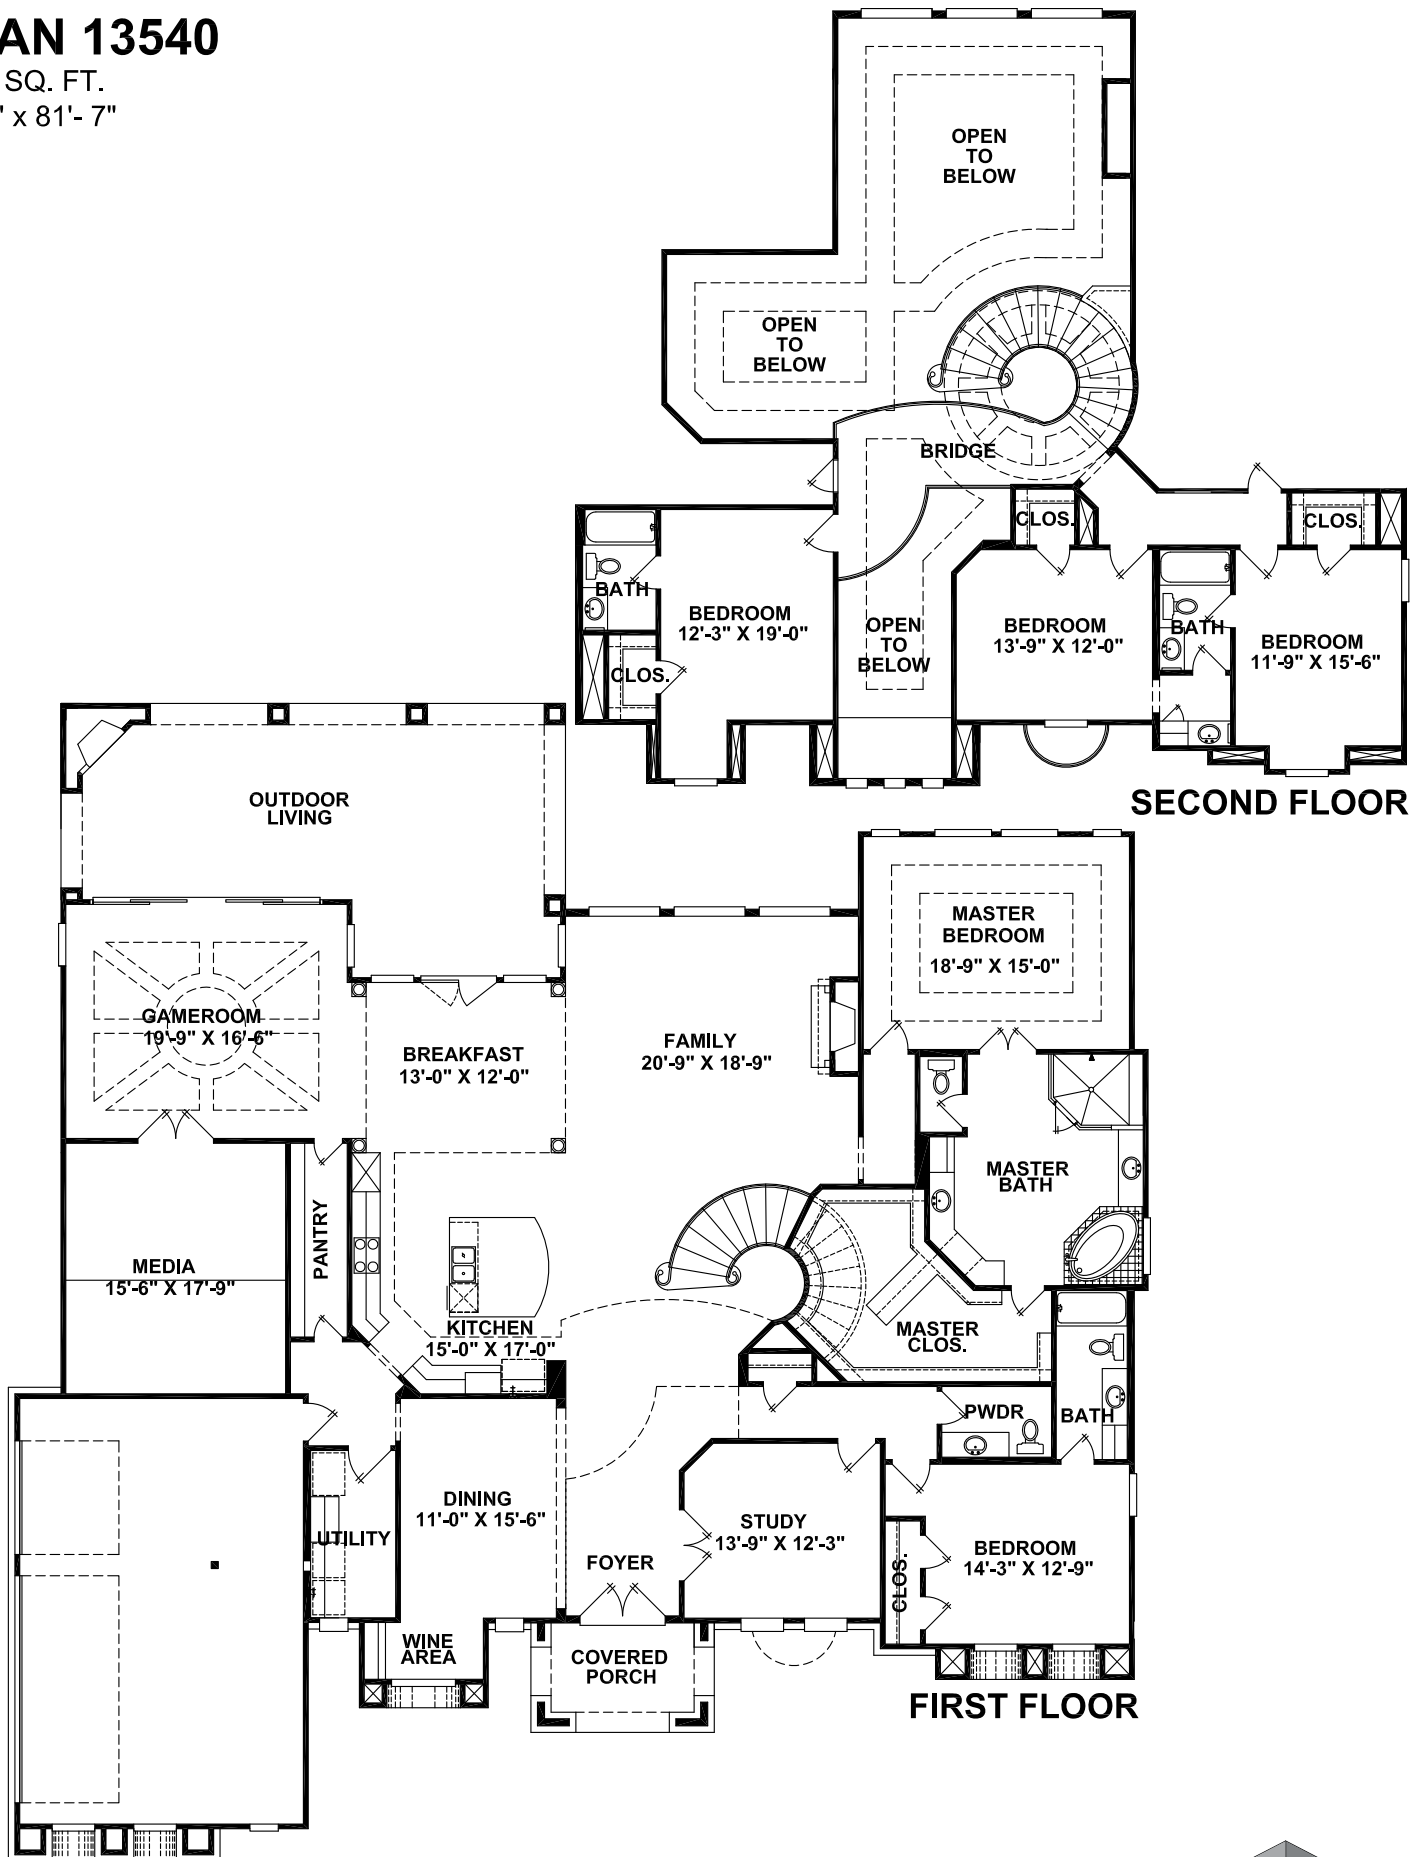 AN 13540
SQ. FT.
' x 81'- 7"
OPEN
TO
BELOW
OPEN
TO
BELOW
BRIDGE
CLOS.
CLOS.
BATH
BEDROOM
12'-3" X 19'-0"
OPEN
TO
BELOW
BEDROOM
13'-9" X 12'-0"
BATH
BEDROOM
11'-9" X 15'-6"
CLOS.
SECOND FLOOR
OUTDOOR
LIVING
MASTER
BEDROOM
18'-9" X 15'-0"
GAMEROOM
19'-9" X 16'-6"
BREAKFAST
13'-0" X 12'-0"
FAMILY
20'-9" X 18'-9"
MASTER
BATH
PANTRY
MEDIA
15'-6" X 17'-9"
KITCHEN
15'-0" X 17'-0"
MASTER
CLOS.
PWDR
BATH
DINING
11'-0" X 15'-6"
UTILITY
STUDY
13'-9" X 12'-3"
FOYER
CLOS.
BEDROOM
14'-3" X 12'-9"
WINE
AREA
COVERED
PORCH
FIRST FLOOR